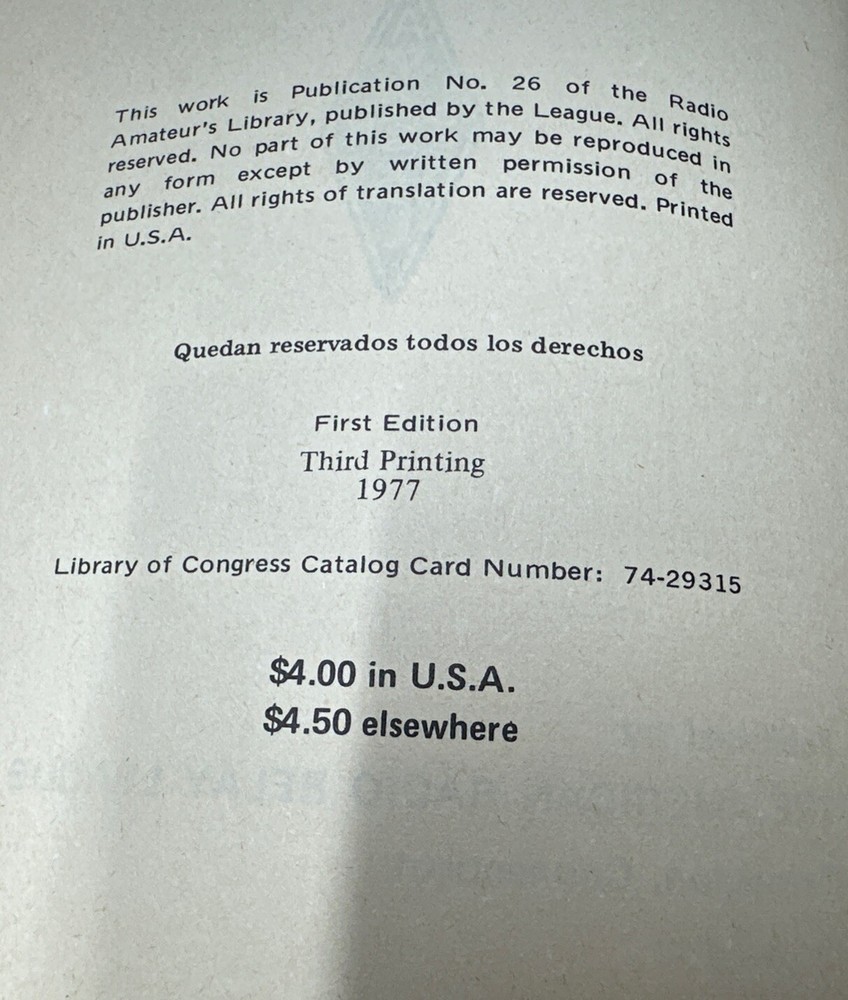 This work is Publication No. 26 of the Radio
Amateur's Library, published by the League. All rights
reserved. No part of this work may be reproduced in
any form except by written permission of the
publisher. All rights of translation are reserved. Printed
in U.S.A.
Quedan reservados todos los derechos
First Edition
Third Printing
1977
Library of Congress Catalog Card Number: 74-29315
$4.00 in U.S.A.
$4.50 elsewhere